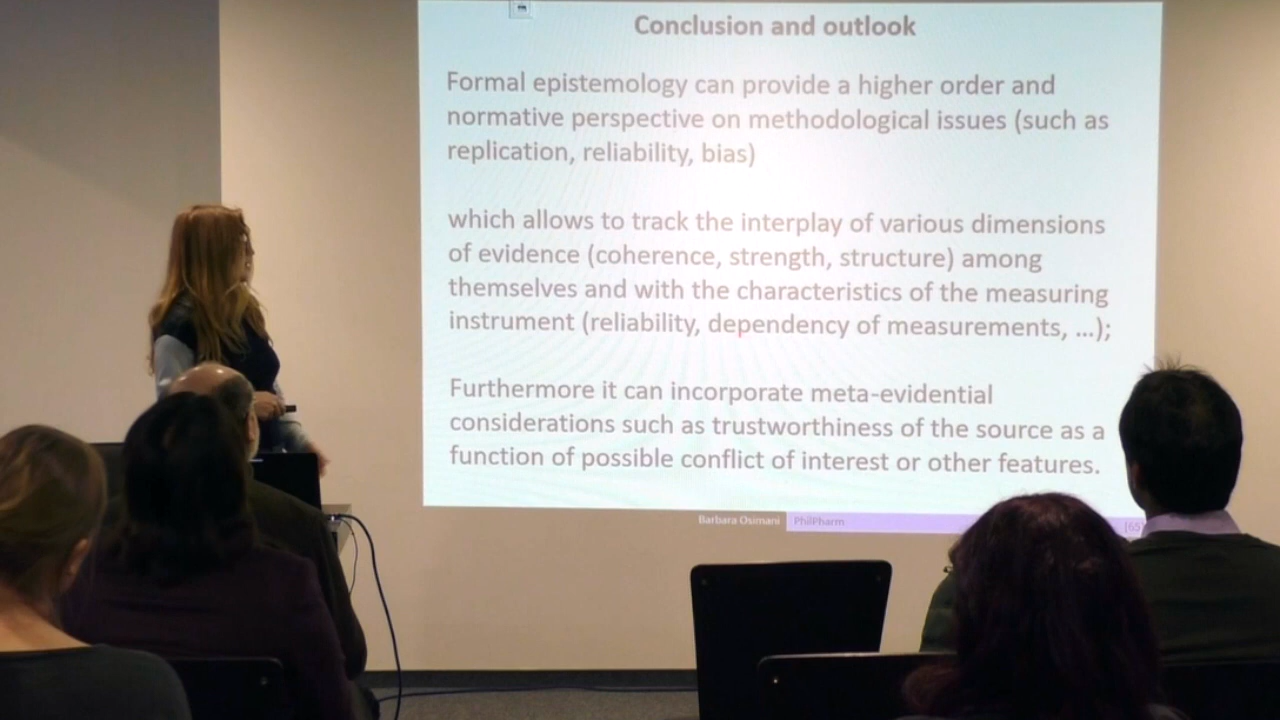 Conclusion and outlook
Formal epistemology can provide a higher order and
normative perspective on methodological issues (such as
replication, reliability, bias)
which allows to track the interplay of various dimensions
of evidence (coherence, strength, structure) among
themselves and with the characteristics of the measuring
instrument (reliability, dependency of measurements, ...);
Furthermore it can incorporate meta-evidential
considerations such as trustworthiness of the source as a
function of possible conflict of interest or other features.
Barbara Osimani PhilPharm [65]